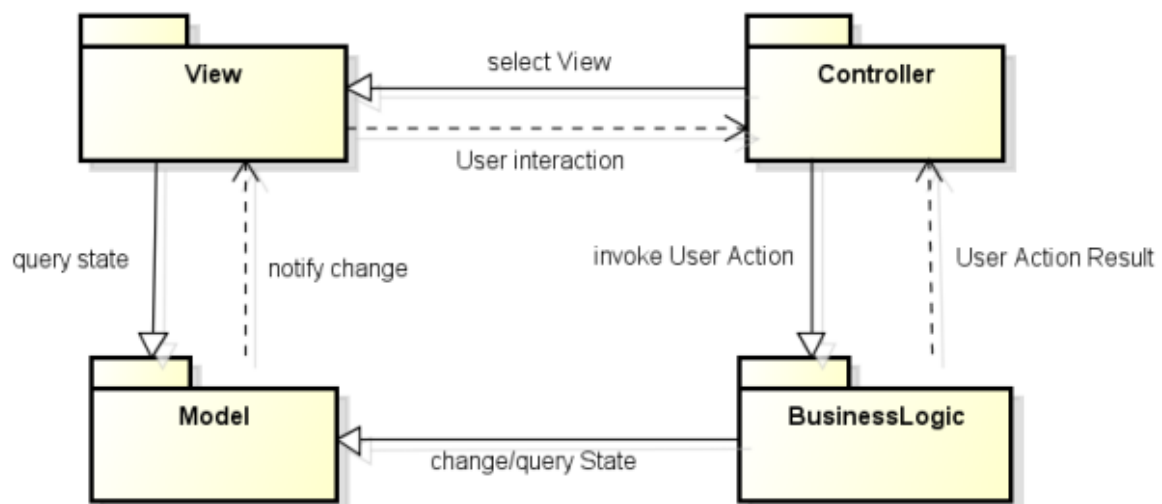 View
select View
Controller
User interaction
query state
notify change
invoke User Action
User Action Result
Model
change/query State
BusinessLogic